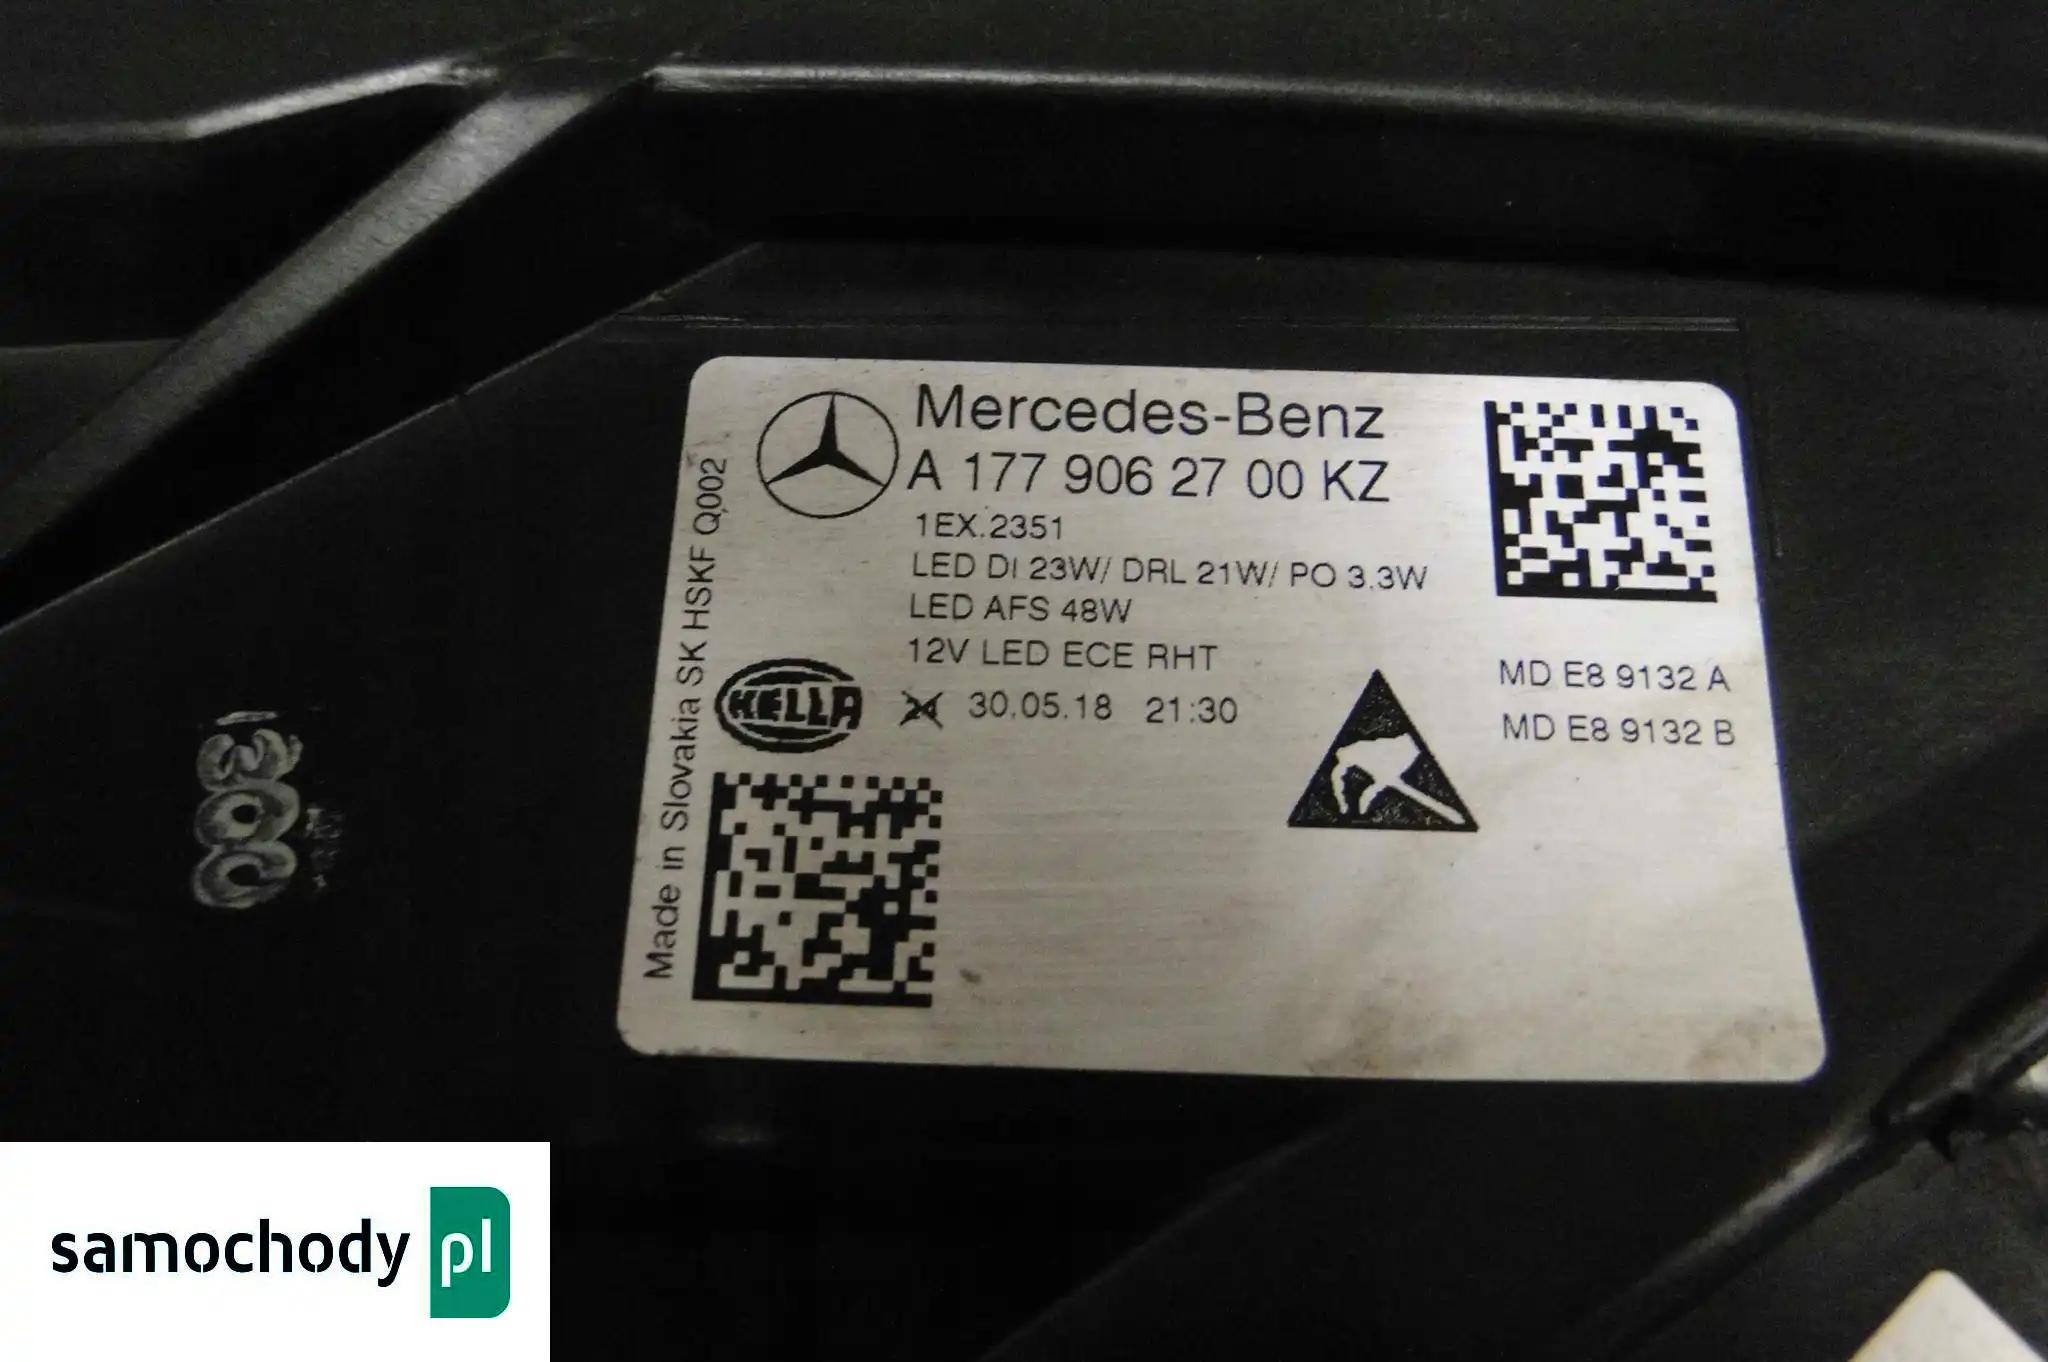 Mercedes-Benz
A 177 906 27 00 KZ
1EX.2351
LED DI 23W/ DRL 21W/ PO 3.3W
LED AFS 48W
12V LED ECE RHT
HELLA
24 30.05.18 21:30
MD E8 9132 A
MD E8 9132 B
Made in Slovakia SK HSKF Q002
samochody pl